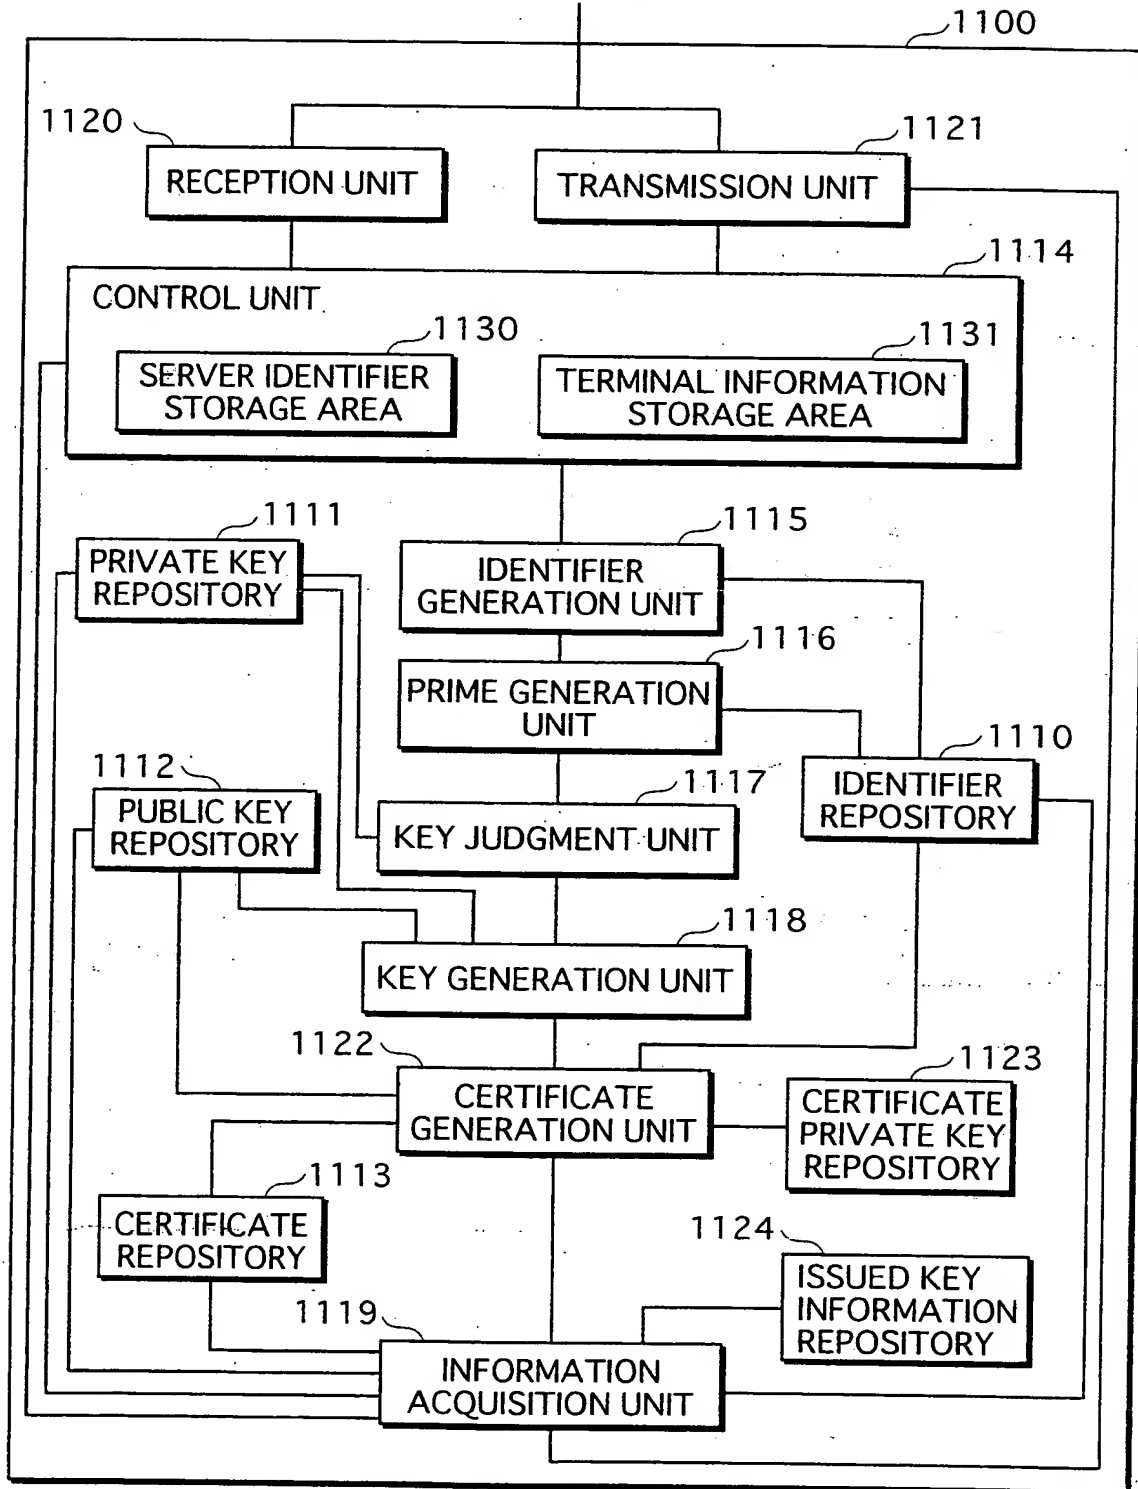 1100
1120
RECEPTION UNIT
1121
TRANSMISSION UNIT
1114
CONTROL UNIT
1130
SERVER IDENTIFIER
STORAGE AREA
1131
TERMINAL INFORMATION
STORAGE AREA
1111
PRIVATE KEY
REPOSITORY
1115
IDENTIFIER
GENERATION UNIT
1116
PRIME GENERATION
UNIT
1110
IDENTIFIER
REPOSITORY
1112
PUBLIC KEY
REPOSITORY
1117
KEY JUDGMENT UNIT
1118
KEY GENERATION UNIT
1122
CERTIFICATE
GENERATION UNIT
1123
CERTIFICATE
PRIVATE KEY
REPOSITORY
1113
CERTIFICATE
REPOSITORY
1124
ISSUED KEY
INFORMATION
REPOSITORY
1119
INFORMATION
ACQUISITION UNIT